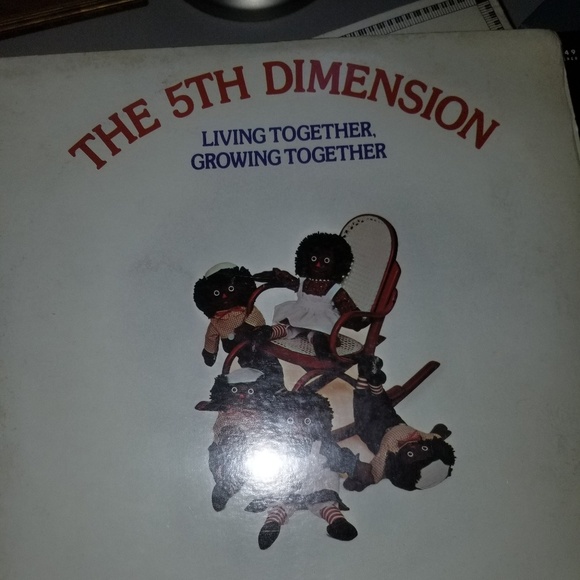 THE 5TH DIMENSION
LIVING TOGETHER,
GROWING TOGETHER